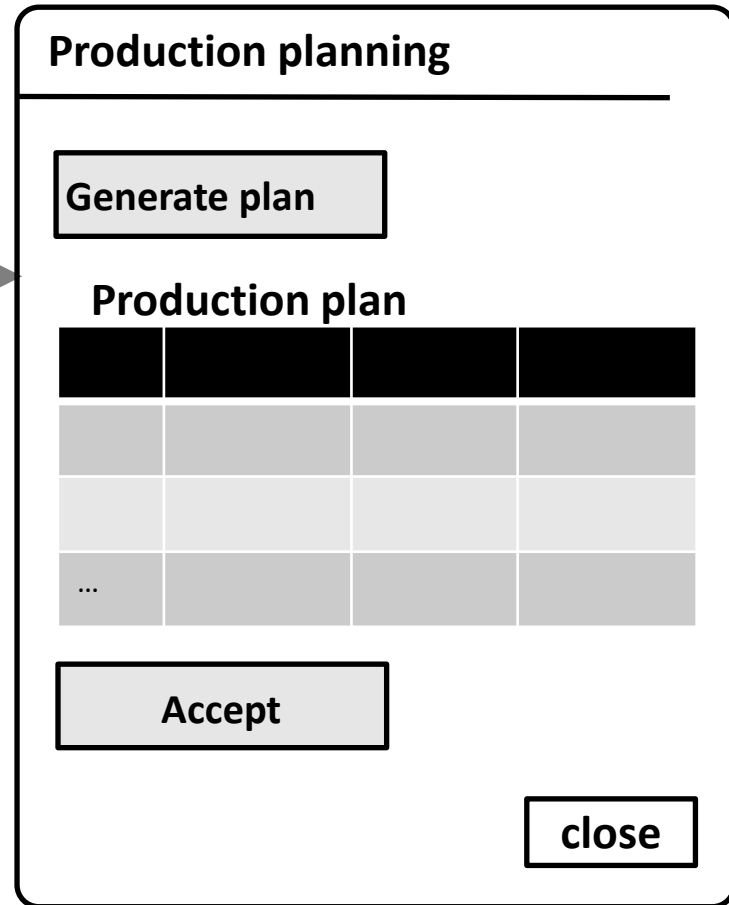 Production planning
Generate plan
Production plan
...
Accept
close